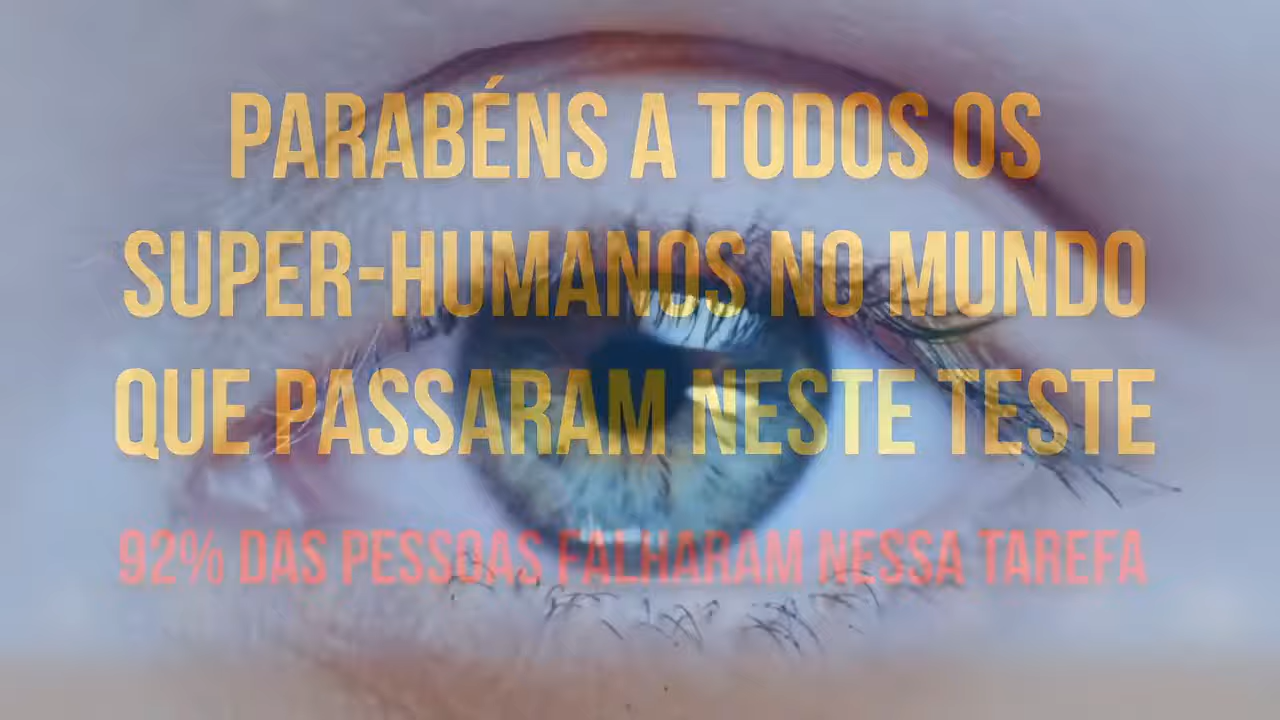 PARABÉNS A TODOS OS
SUPER-HUMANOS NO MUNDO
QUE PASSARAM NESTE TESTE
92% DAS PESSOAS FALHARAM NESSA TAREFA